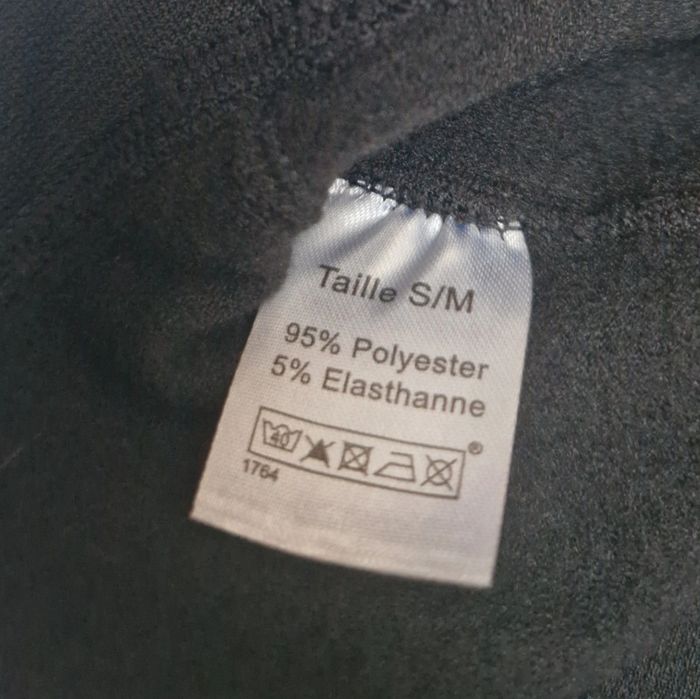 Taille S/M
95% Polyester
5% Elasthanne
40
®
1764